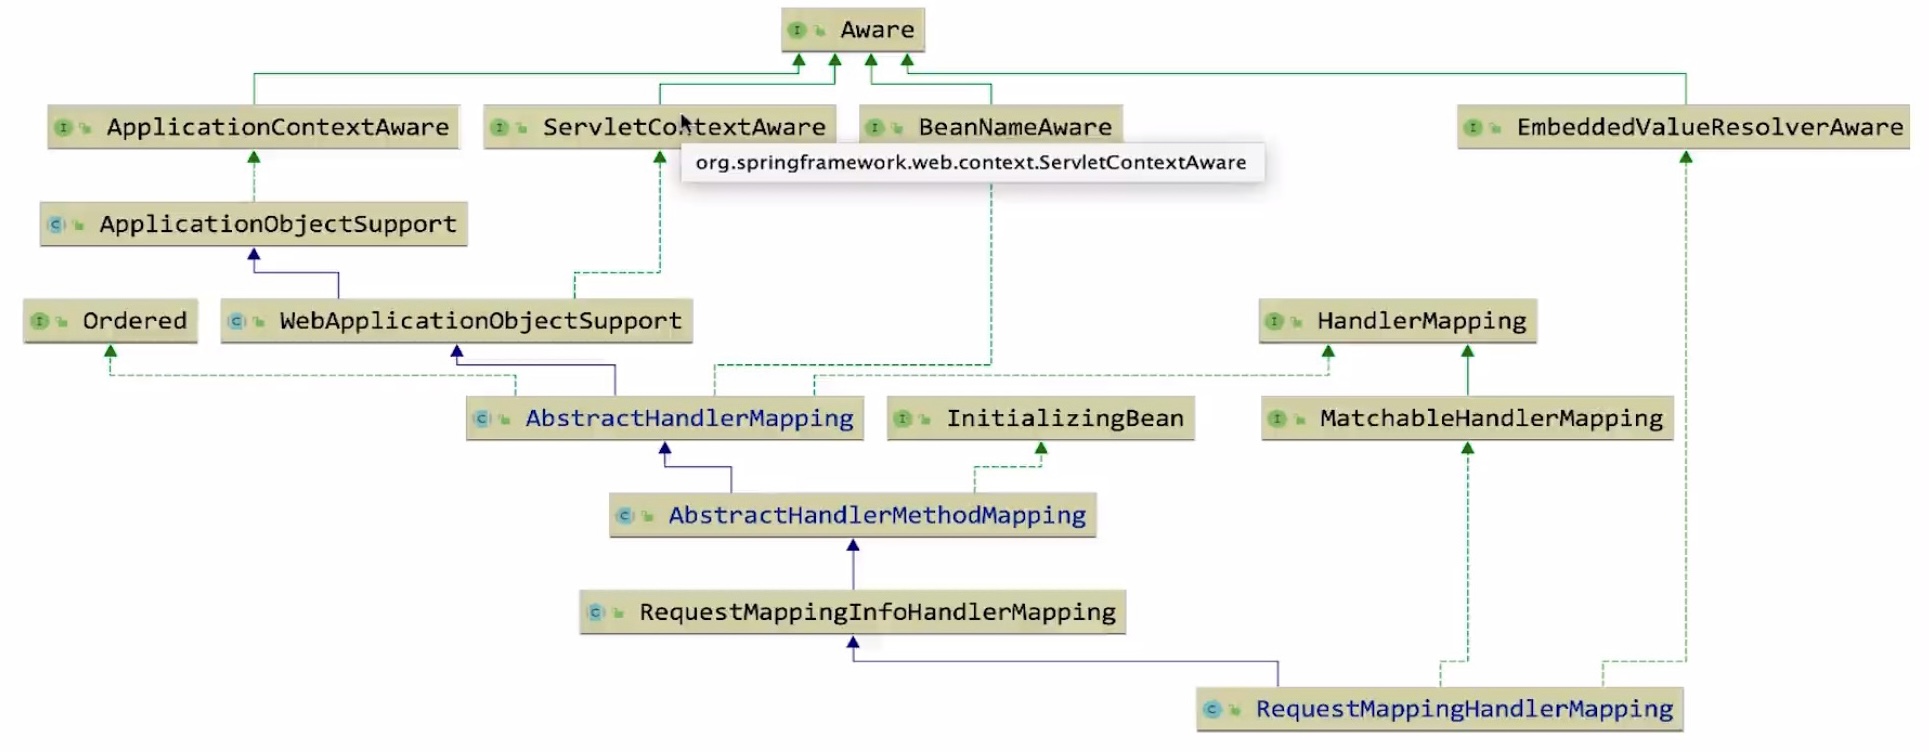 Aware
ApplicationContextAware
ServletContextAware
BeanNameAware
EmbeddedValueResolverAware
org.springframework.web.context.ServletContextAware
ApplicationObjectSupport
Ordered
WebApplicationObjectSupport
HandlerMapping
AbstractHandlerMapping
InitializingBean
MatchableHandlerMapping
AbstractHandlerMethodMapping
RequestMappingInfoHandlerMapping
RequestMappingHandlerMapping